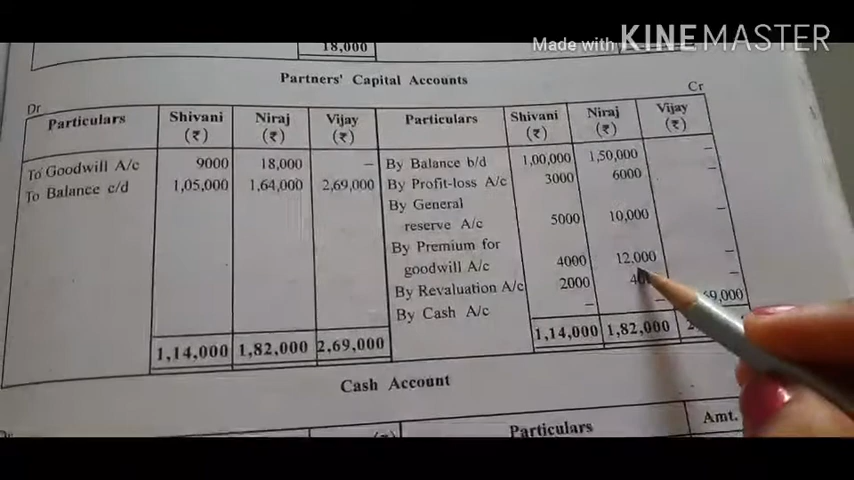 18,000
Made with KINEMASTER
Partners' Capital Accounts
Dr Cr
Particulars Shivani (₹) Niraj (₹) Vijay (₹) Particulars Shivani (₹) Niraj (₹) Vijay (₹)
To Goodwill A/c 9000 18,000 – By Balance b/d 1,00,000 1,50,000 –
To Balance c/d 1,05,000 1,64,000 2,69,000 By Profit-loss A/c 3000 6000 –
By General
reserve A/c 5000 10,000 –
By Premium for
goodwill A/c 4000 12,000 –
By Revaluation A/c 2000 –
By Cash A/c – –
1,14,000 1,82,000 2,69,000 1,14,000 1,82,000
Cash Account
Particulars Amt.